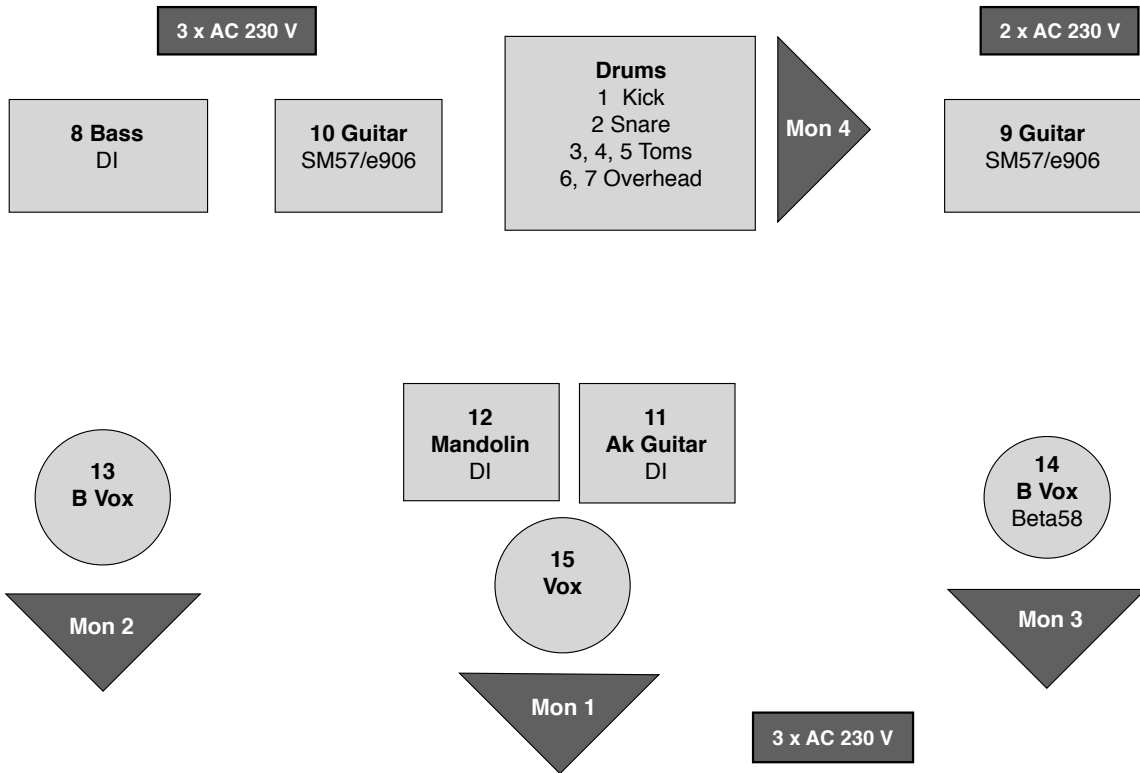 3 x AC 230 V
2 x AC 230 V
8 Bass
DI
10 Guitar
SM57/e906
Drums
1 Kick
2 Snare
3, 4, 5 Toms
6, 7 Overhead
Mon 4
9 Guitar
SM57/e906
13
B Vox
12
Mandolin
DI
11
Ak Guitar
DI
14
B Vox
Beta58
15
Vox
Mon 2
Mon 1
Mon 3
3 x AC 230 V